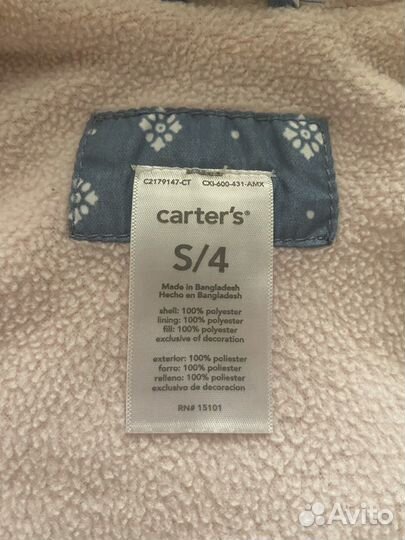 C2179147-CT CXI-600-431-AMX
carter's®
S/4
Made in Bangladesh
Hecho en Bangladesh
shell: 100% polyester
lining: 100% polyester
fill: 100% polyester
exclusive of decoration
exterior: 100% poliester
forro: 100% poliester
relleno: 100% poliester
exclusivo de decoracion
RN# 15101
Avito